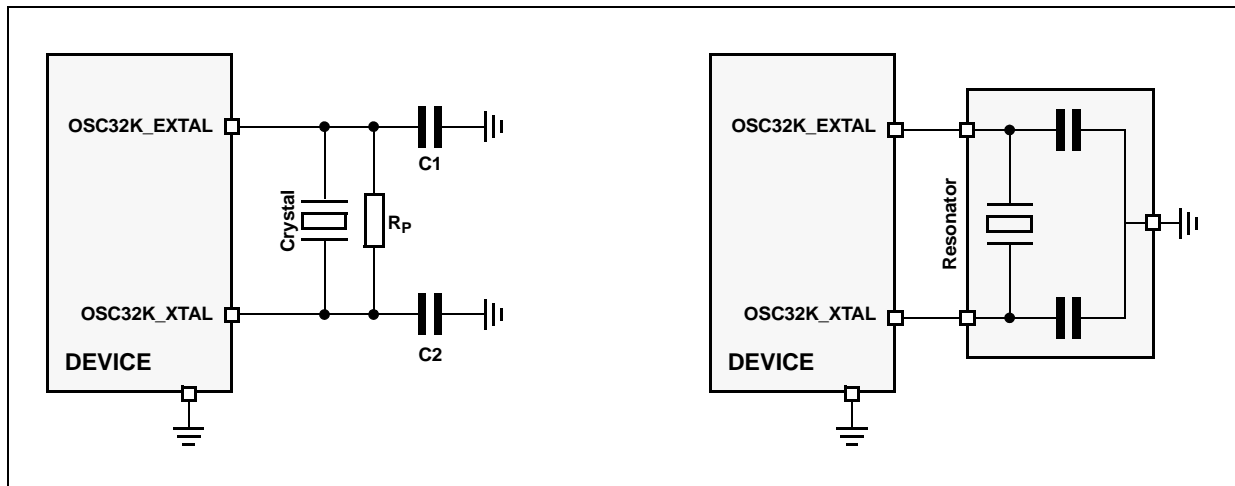 OSC32K_EXTAL
C1
Crystal
RP
OSC32K_XTAL
C2
DEVICE
OSC32K_EXTAL
Resonator
OSC32K_XTAL
DEVICE